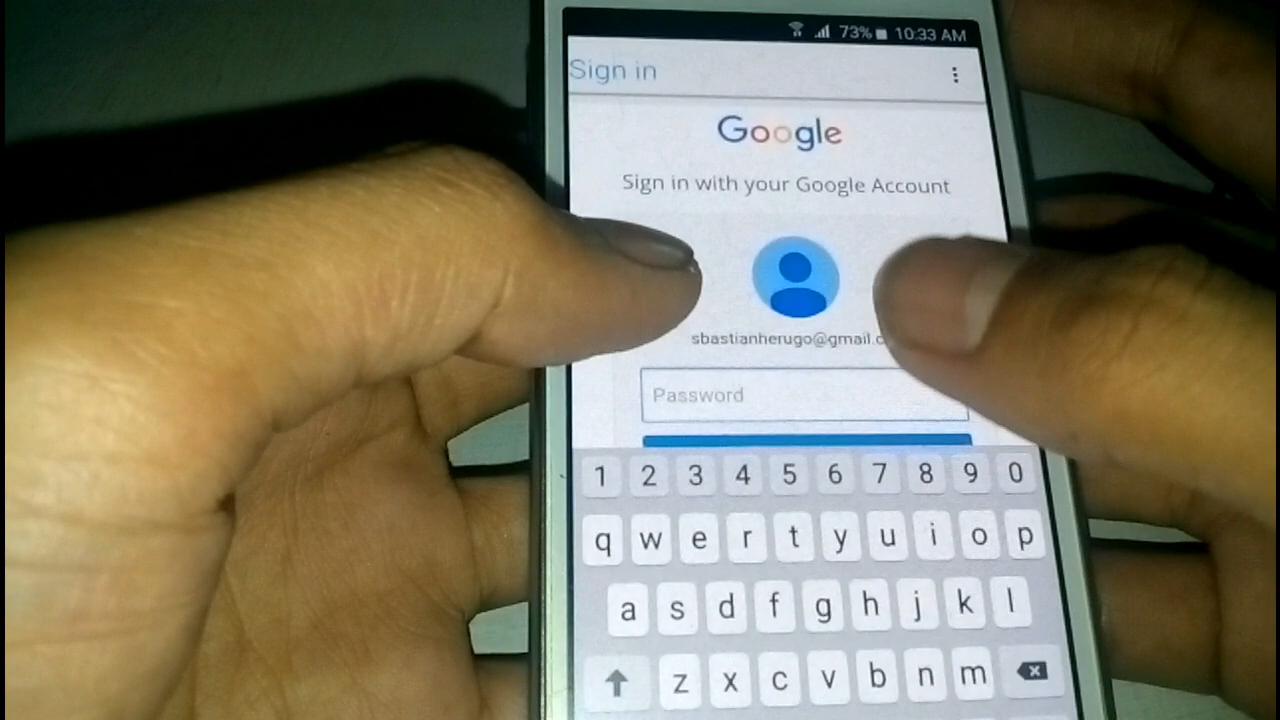 73% 10:33 AM
Sign in
Google
Sign in with your Google Account
sbastianherugo@gmail.c
Password
1 2 3 4 5 6 7 8 9 0
q w e r t y u i o p
a s d f g h j k l
z x c v b n m